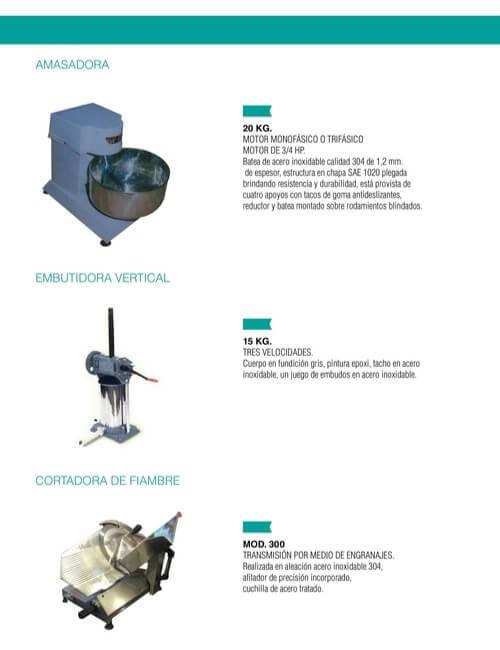 AMASADORA
20 KG.
MOTOR MONOFÁSICO O TRIFÁSICO
MOTOR DE 3/4 HP.
Batea de acero inoxidable calidad 304 de 1,2 mm.
de espesor, estructura en chapa SAE 1020 plegada
brindando resistencia y durabilidad, está provista de
cuatro apoyos con tacos de goma antideslizantes,
reductor y batea montado sobre rodamientos blindados.
EMBUTIDORA VERTICAL
15 KG.
TRES VELOCIDADES.
Cuerpo en fundición gris, pintura epoxi, tacho en acero
inoxidable, un juego de embudos en acero inoxidable.
CORTADORA DE FIAMBRE
MOD. 300
TRANSMISIÓN POR MEDIO DE ENGRANAJES.
Realizada en aleación acero inoxidable 304,
afilador de precisión incorporado,
cuchilla de acero tratado.